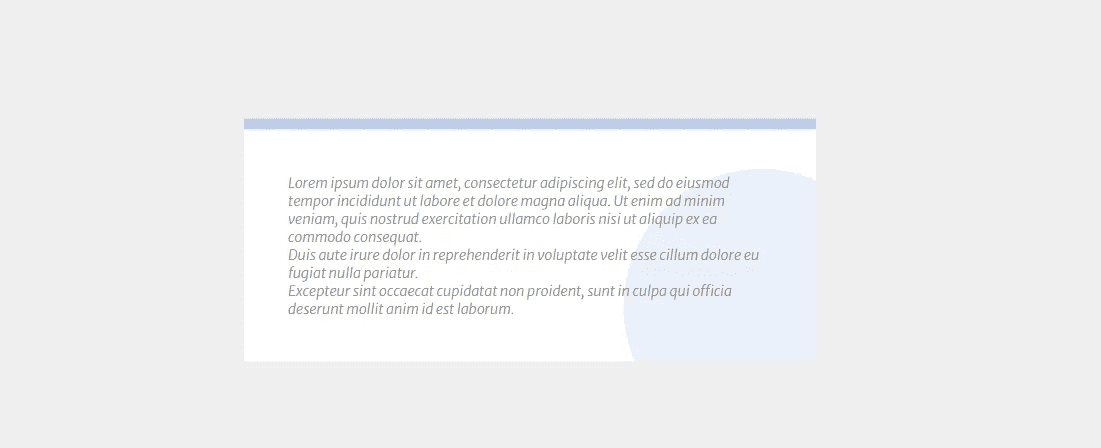 Lorem ipsum dolor sit amet, consectetur adipiscing elit, sed do eiusmod
tempor incididunt ut labore et dolore magna aliqua. Ut enim ad minim
veniam, quis nostrud exercitation ullamco laboris nisi ut aliquip ex ea
commodo consequat.
Duis aute irure dolor in reprehenderit in voluptate velit esse cillum dolore eu
fugiat nulla pariatur.
Excepteur sint occaecat cupidatat non proident, sunt in culpa qui officia
deserunt mollit anim id est laborum.